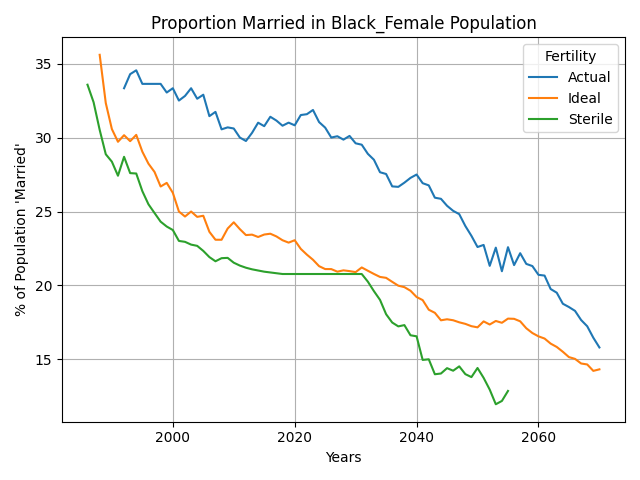 Proportion Married in Black_Female Population
% of Population 'Married'
35
30
25
20
15
Fertility
Actual
Ideal
Sterile
2000 2020 2040 2060
Years